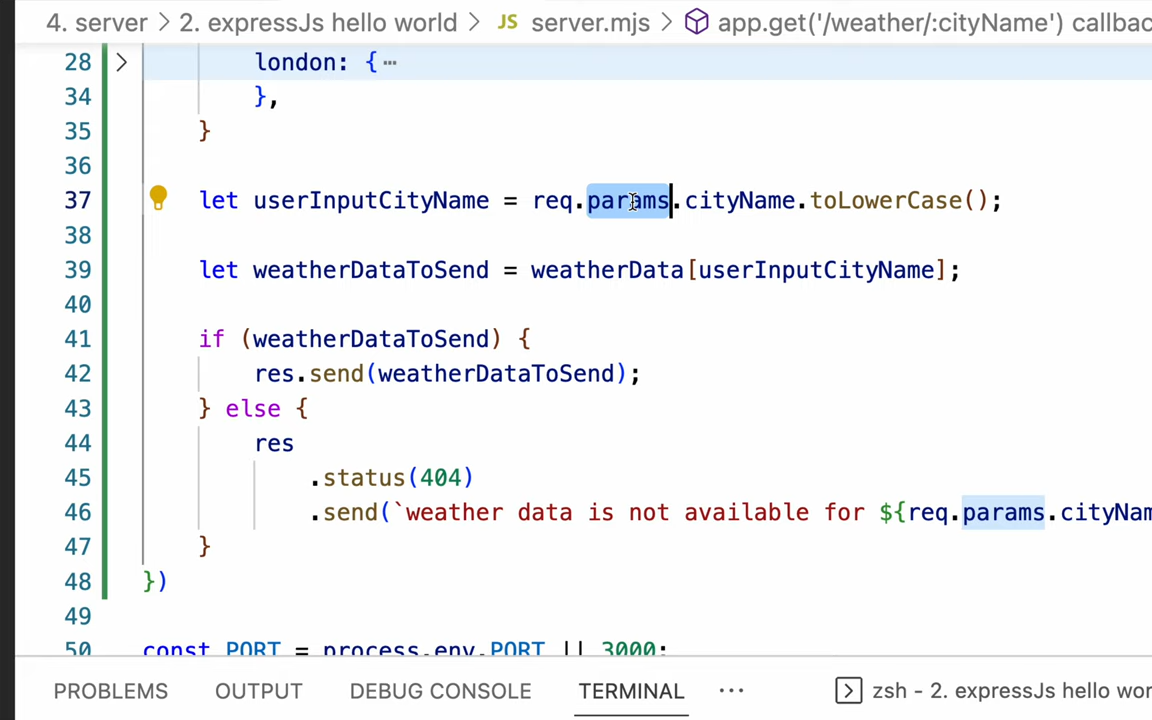 4. server > 2. expressJs hello world > JS server.mjs > app.get('/weather/:cityName') callbac
28 > london: {⋯
34 },
35 }
36
37 let userInputCityName = req.params.cityName.toLowerCase();
38
39 let weatherDataToSend = weatherData[userInputCityName];
40
41 if (weatherDataToSend) {
42 res.send(weatherDataToSend);
43 } else {
44 res
45 .status(404)
46 .send(`weather data is not available for ${req.params.cityNam
47 }
48 })
49
50 const PORT = process.env.PORT || 3000;
PROBLEMS OUTPUT DEBUG CONSOLE TERMINAL ⋯ zsh - 2. expressJs hello wor